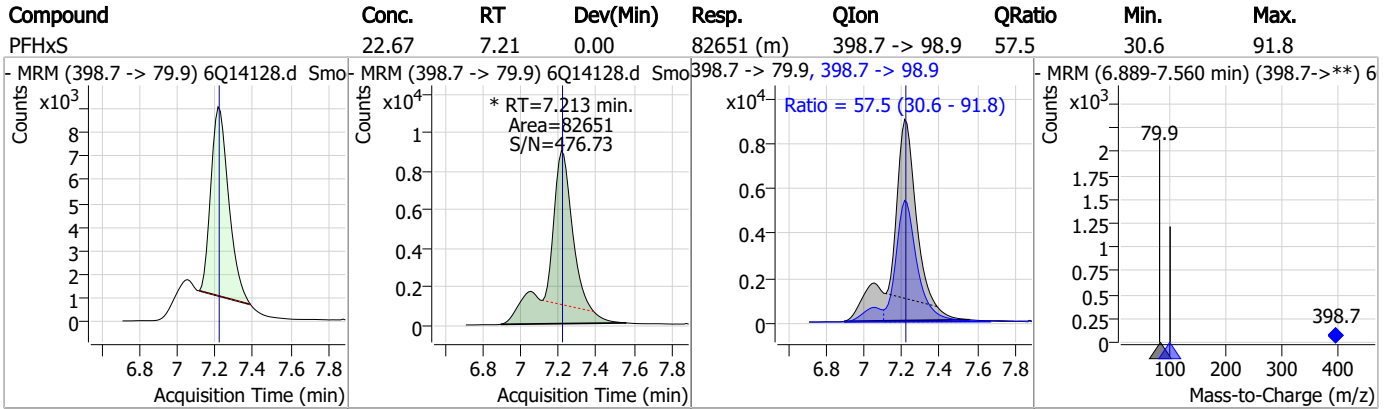 Compound Conc. RT Dev(Min) Resp. QIon QRatio Min. Max.
PFHxS 22.67 7.21 0.00 82651 (m) 398.7 -> 98.9 57.5 30.6 91.8
- MRM (398.7 -> 79.9) 6Q14128.d Smo
Counts
x10³
8
7
6
5
4
3
2
1
0
6.8 7 7.2 7.4 7.6 7.8
Acquisition Time (min)
- MRM (398.7 -> 79.9) 6Q14128.d Smo
Counts
x10⁴
* RT=7.213 min.
Area=82651
S/N=476.73
1
0.8
0.6
0.4
0.2
0
6.8 7 7.2 7.4 7.6 7.8
Acquisition Time (min)
398.7 -> 79.9, 398.7 -> 98.9
Counts
x10⁴
Ratio = 57.5 (30.6 - 91.8)
0.8
0.6
0.4
0.2
0
6.8 7 7.2 7.4 7.6 7.8
Acquisition Time (min)
- MRM (6.889-7.560 min) (398.7->**) 6
Counts
x10³
79.9
2
1.75
1.5
1.25
1
0.75
0.5
0.25
0
398.7
100 200 300 400
Mass-to-Charge (m/z)